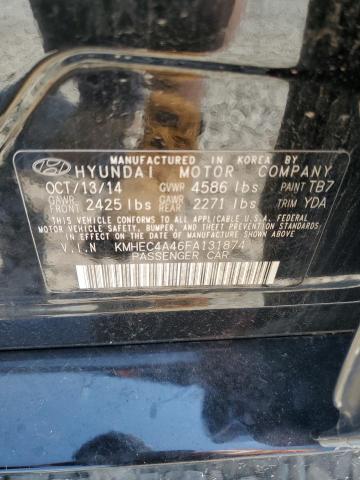 MANUFACTURED IN KOREA BY
HYUNDAI MOTOR COMPANY
OCT/13/14 GVWR 4586 lbs PAINT TB7
GAWR FRONT 2425 lbs GAWR REAR 2271 lbs TRIM YDA
THIS VEHICLE CONFORMS TO ALL APPLICABLE U.S.A. FEDERAL
MOTOR VEHICLE SAFETY, BUMPER, AND THEFT PREVENTION STANDARDS
IN EFFECT ON THE DATE OF MANUFACTURE SHOWN ABOVE.
V.I.N KMHEC4A46FA131874
PASSENGER CAR